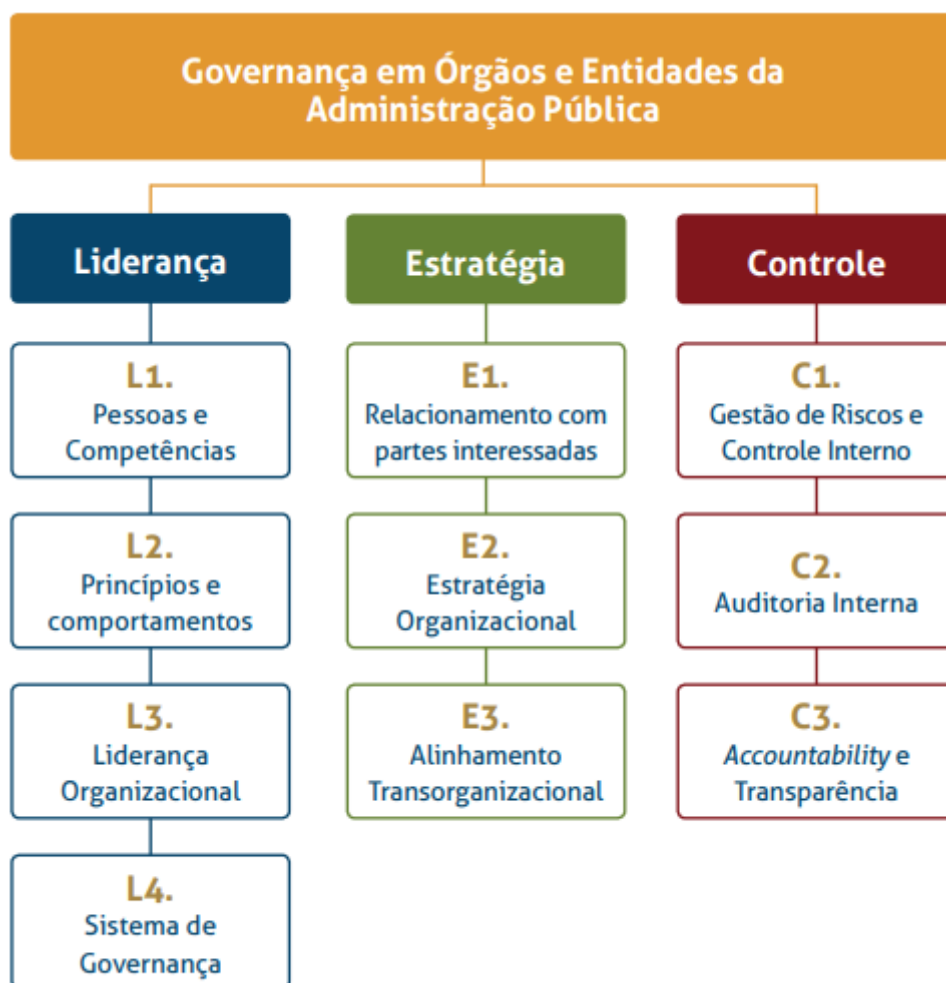 Governança em Órgãos e Entidades da
Administração Pública
Liderança
Estratégia
Controle
L1.
Pessoas e
Competências
E1.
Relacionamento com
partes interessadas
C1.
Gestão de Riscos e
Controle Interno
L2.
Princípios e
comportamentos
E2.
Estratégia
Organizacional
C2.
Auditoria Interna
L3.
Liderança
Organizacional
E3.
Alinhamento
Transorganizacional
C3.
Accountability e
Transparência
L4.
Sistema de
Governança